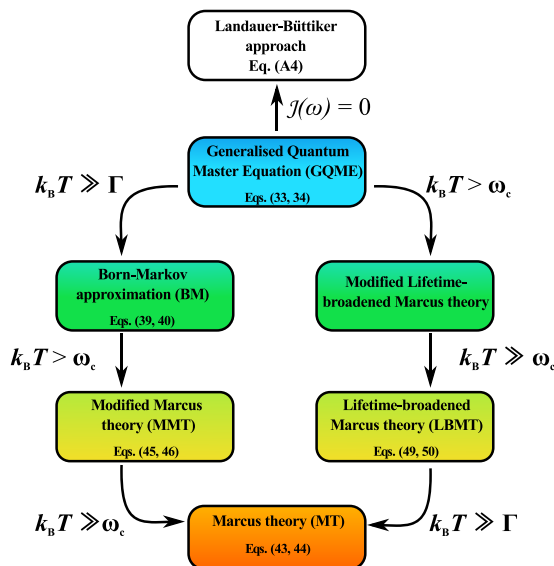 Landauer-Büttiker
approach
Eq. (A4)
𝒥(ω) = 0
Generalised Quantum
Master Equation (GQME)
Eqs. (33, 34)
k_B T ≫ Γ
k_B T > ω_c
Born-Markov
approximation (BM)
Eqs. (39, 40)
Modified Lifetime-
broadened Marcus theory
k_B T > ω_c
k_B T ≫ ω_c
Modified Marcus
theory (MMT)
Eqs. (45, 46)
Lifetime-broadened
Marcus theory (LBMT)
Eqs. (49, 50)
k_B T ≫ ω_c
Marcus theory (MT)
Eqs. (43, 44)
k_B T ≫ Γ